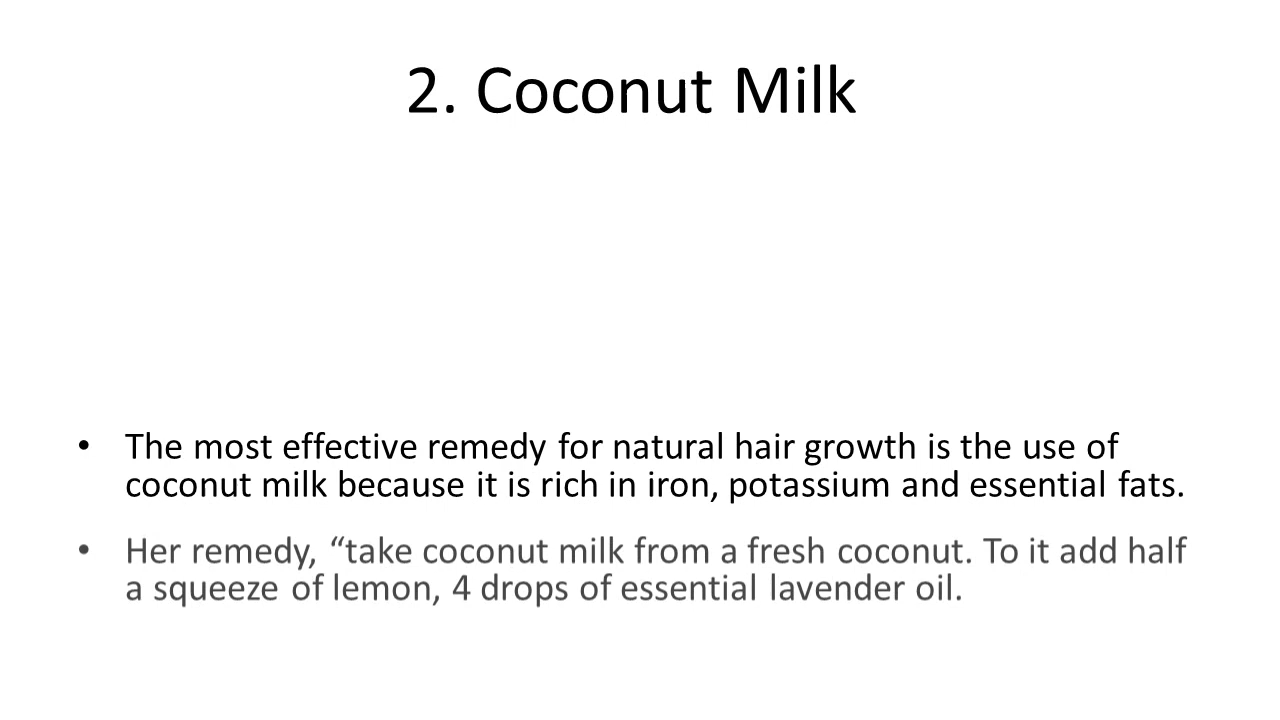 2. Coconut Milk
• The most effective remedy for natural hair growth is the use of
coconut milk because it is rich in iron, potassium and essential fats.
• Her remedy, “take coconut milk from a fresh coconut. To it add half
a squeeze of lemon, 4 drops of essential lavender oil.